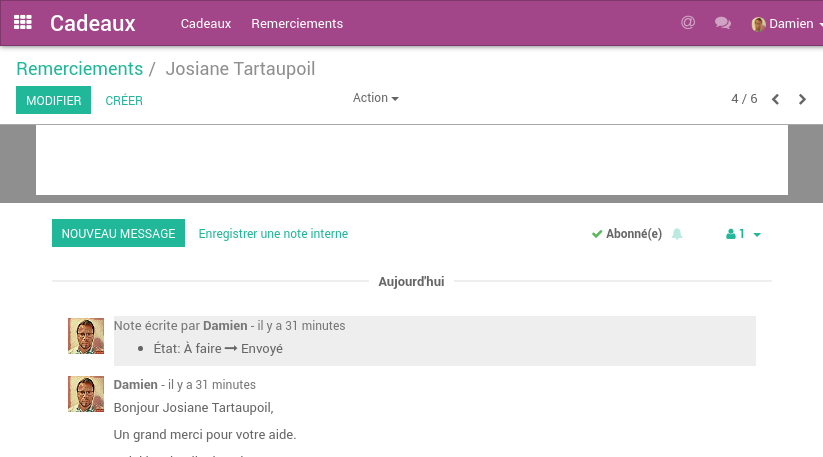 Cadeaux Cadeaux Remerciements @ Damien
Remerciements / Josiane Tartaupoil
MODIFIER CRÉER Action 4 / 6
NOUVEAU MESSAGE Enregistrer une note interne Abonné(e) 1
Aujourd'hui
Note écrite par Damien - il y a 31 minutes
État: À faire → Envoyé
Damien - il y a 31 minutes
Bonjour Josiane Tartaupoil,
Un grand merci pour votre aide.